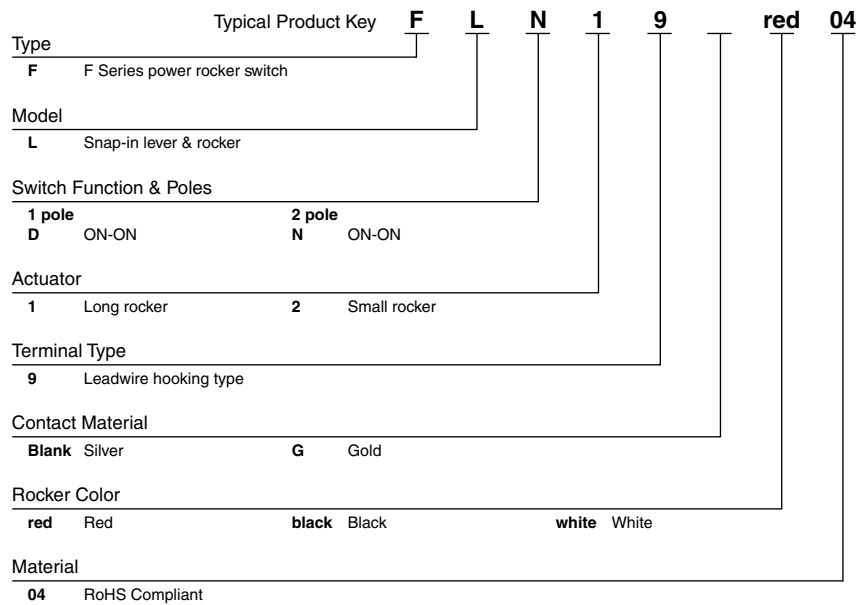 Typical Product Key F L N 1 9 red 04
Type
F F Series power rocker switch
Model
L Snap-in lever & rocker
Switch Function & Poles
1 pole 2 pole
D ON-ON N ON-ON
Actuator
1 Long rocker 2 Small rocker
Terminal Type
9 Leadwire hooking type
Contact Material
Blank Silver G Gold
Rocker Color
red Red black Black white White
Material
04 RoHS Compliant